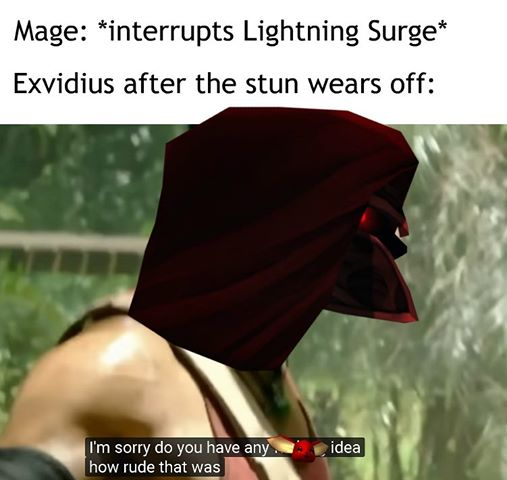 Mage: *interrupts Lightning Surge*
Exvidius after the stun wears off:
I'm sorry do you have any idea
how rude that was